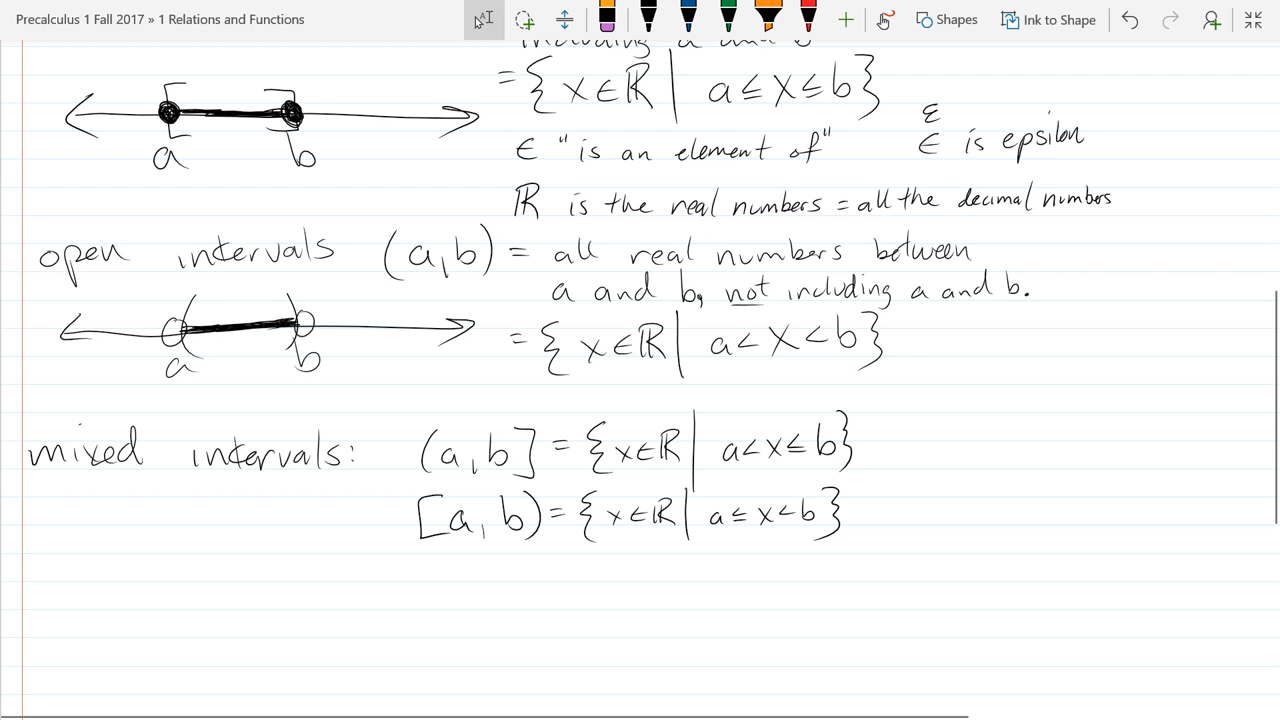 Precalculus 1 Fall 2017 » 1 Relations and Functions
Shapes
Ink to Shape
including a and b
= {x∈ℝ | a≤x≤b}
a b
∈ "is an element of"
ε
ϵ is epsilon
ℝ is the real numbers = all the decimal numbers
open intervals (a,b) = all real numbers between
a and b, not including a and b.
a b
= {x∈ℝ | a<x<b}
mixed intervals: (a,b] = {x∈ℝ | a<x≤b}
[a,b) = {x∈ℝ | a≤x<b}